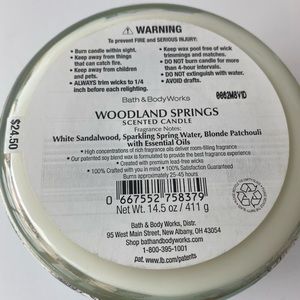 WARNING
To prevent FIRE and SERIOUS INJURY:
• Burn candle within sight.
• Keep away from things that can catch fire.
• Keep away from children and pets.
• Always TRIM wicks to 1/4 inch before each relighting.
• Keep wax pool free of wick trimmings and matches.
• DO NOT burn candle for more than 4-hour intervals.
• DO NOT extinguish with water.
• AVOID drafts.
$24.50
Bath & Body Works
WOODLAND SPRINGS
SCENTED CANDLE
Fragrance Notes:
White Sandalwood, Sparkling Spring Water, Blonde Patchouli
with Essential Oils
• High concentrations of rich fragrance oils deliver room-filling fragrance
• Our patented soy blend wax is formulated to provide the best fragrance experience
• Created with premium lead-free wicks
• 100% Crafted with you in mind • 100% Satisfaction Guaranteed
Burns approximately 25-45 hours
0 667552 758379
Net Wt. 14.5 oz / 411 g
Bath & Body Works, Distr.
95 West Main Street, New Albany, OH 43054
Shop bathandbodyworks.com
1-800-395-1001
pat. www.lb.com/patents